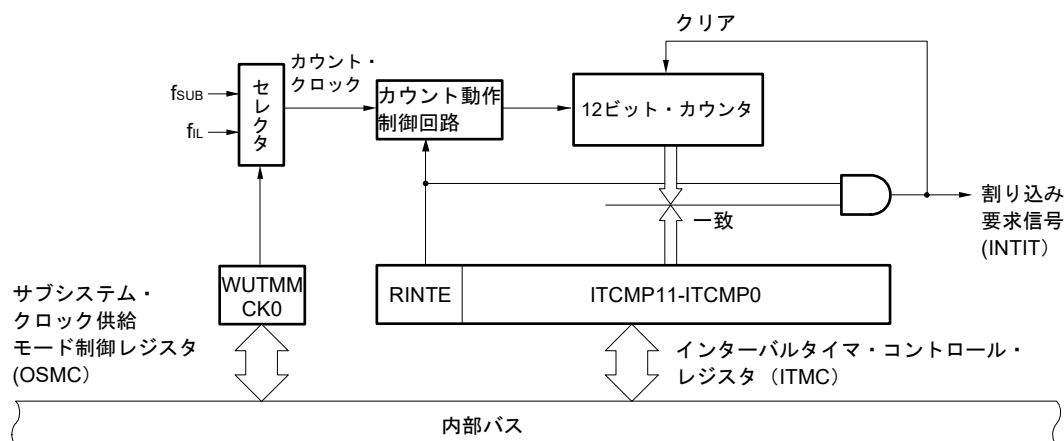 クリア
カウント・
クロック
fSUB
fIL
セレクタ
カウント動作
制御回路
12ビット・カウンタ
一致
割り込み
要求信号
(INTIT)
WUTMM
CK0
RINTE
ITCMP11-ITCMP0
サブシステム・
クロック供給
モード制御レジスタ
(OSMC)
インターバルタイマ・コントロール・
レジスタ（ITMC）
内部バス